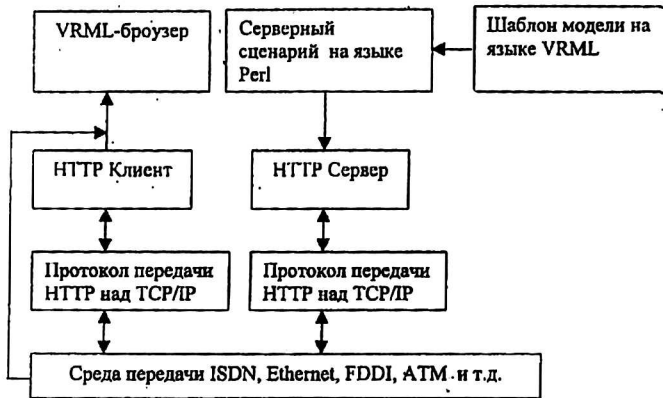 VRML-броузер
Серверный
сценарий на языке
Perl
Шаблон модели на
языке VRML
HTTP Клиент
HTTP Сервер
Протокол передачи
HTTP над TCP/IP
Протокол передачи
HTTP над TCP/IP
Среда передачи ISDN, Ethernet, FDDI, ATM и т.д.